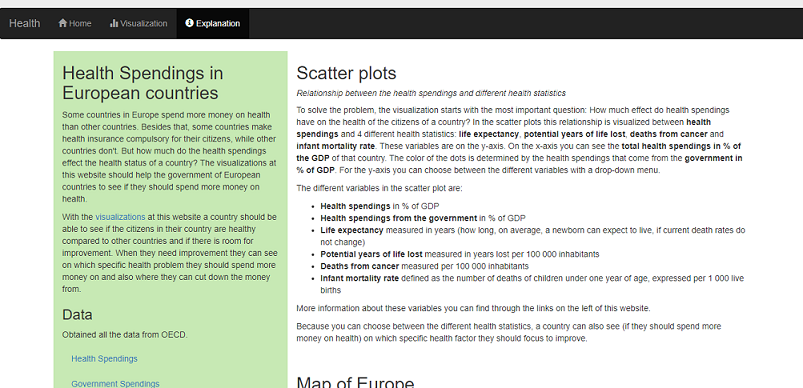 Health Home Visualization Explanation
Health Spendings in
European countries
Some countries in Europe spend more money on health
than other countries. Besides that, some countries make
health insurance compulsory for their citizens, while other
countries don't. But how much do the health spendings
effect the health status of a country? The visualizations at
this website should help the government of European
countries to see if they should spend more money on
health.
With the visualizations at this website a country should be
able to see if the citizens in their country are healthy
compared to other countries and if there is room for
improvement. When they need improvement they can see
on which specific health problem they should spend more
money on and also where they can cut down the money
from.
Data
Obtained all the data from OECD.
Health Spendings
Government Spendings
Scatter plots
Relationship between the health spendings and different health statistics
To solve the problem, the visualization starts with the most important question: How much effect do health spendings
have on the health of the citizens of a country? In the scatter plots this relationship is visualized between health
spendings and 4 different health statistics: life expectancy, potential years of life lost, deaths from cancer and
infant mortality rate. These variables are on the y-axis. On the x-axis you can see the total health spendings in % of
the GDP of that country. The color of the dots is determined by the health spendings that come from the government in
% of GDP. For the y-axis you can choose between the different variables with a drop-down menu.
The different variables in the scatter plot are:
• Health spendings in % of GDP
• Health spendings from the government in % of GDP
• Life expectancy measured in years (how long, on average, a newborn can expect to live, if current death rates do
not change)
• Potential years of life lost measured in years lost per 100 000 inhabitants
• Deaths from cancer measured per 100 000 inhabitants
• Infant mortality rate defined as the number of deaths of children under one year of age, expressed per 1 000 live
births
More information about these variables you can find through the links on the left of this website.
Because you can choose between the different health statistics, a country can also see (if they should spend more
money on health) on which specific health factor they should focus to improve.
Map of Europe